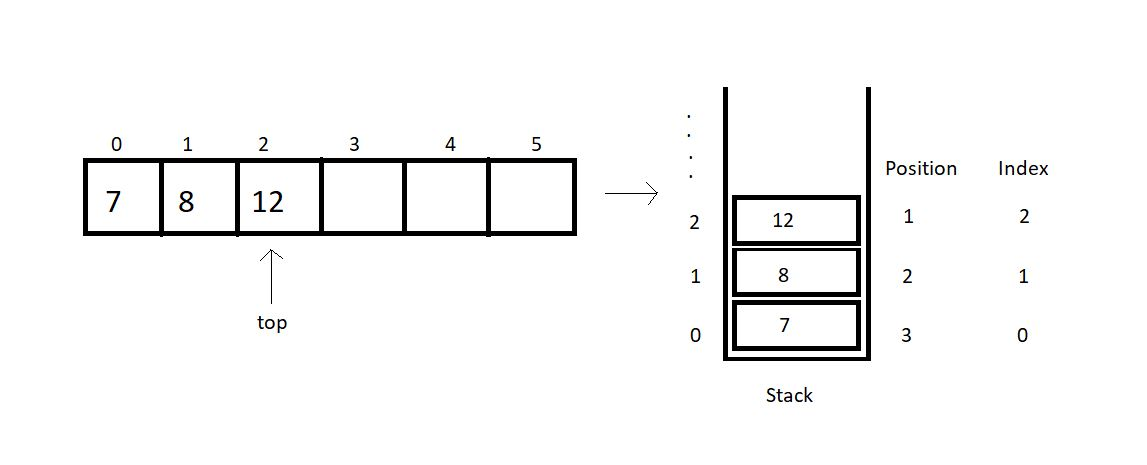 0 1 2 3 4 5
7 8 12
top
.
.
.
.
Position Index
2 12 1 2
1 8 2 1
0 7 3 0
Stack